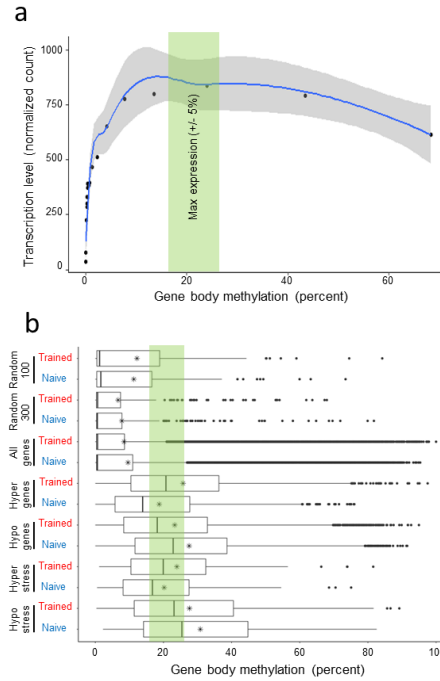 a
Transcription level (normalized count)
1000
750
500
250
0
Max expression (+/- 5%)
0
20
40
60
Gene body methylation (percent)
b
Random 100
Trained
Naive
Random 300
Trained
Naive
All genes
Trained
Naive
Hyper genes
Trained
Naive
Hypo genes
Trained
Naive
Hyper stress
Trained
Naive
Hypo stress
Trained
Naive
0
20
40
60
80
100
Gene body methylation (percent)